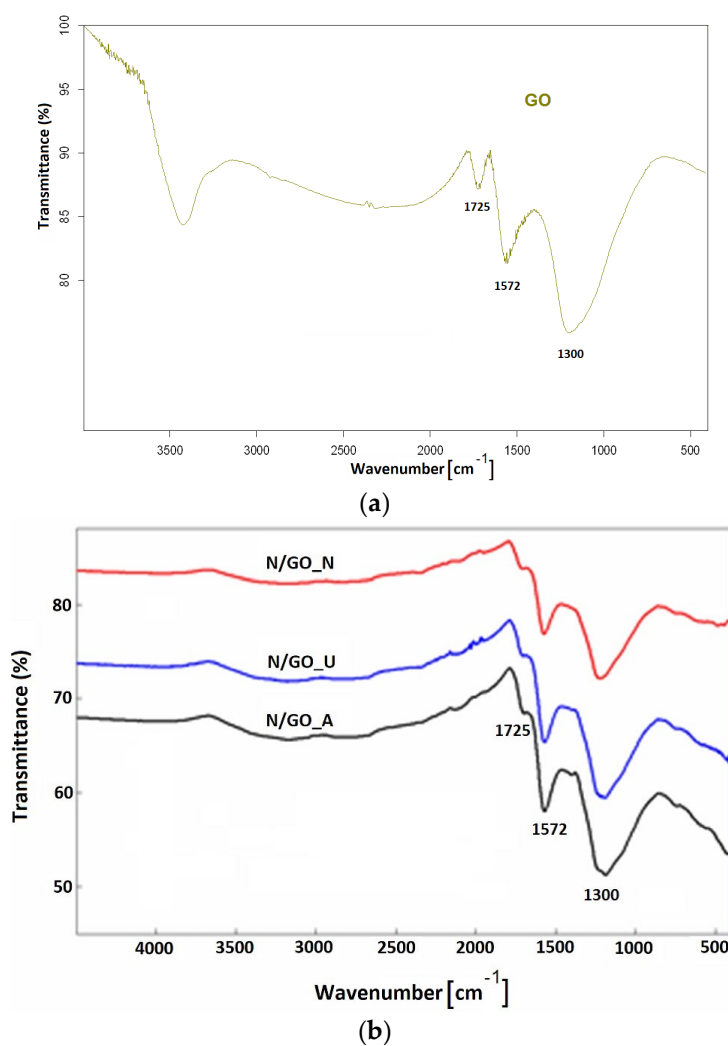 100
95
90
85
80
Transmittance (%)
GO
1725
1572
1300
3500 3000 2500 2000 1500 1000 500
Wavenumber [cm⁻¹]
(a)
80
70
60
50
Transmittance (%)
N/GO_N
N/GO_U
N/GO_A
1725
1572
1300
4000 3500 3000 2500 2000 1500 1000 500
Wavenumber [cm⁻¹]
(b)